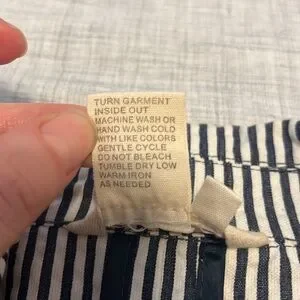 TURN GARMENT
INSIDE OUT
MACHINE WASH OR
HAND WASH COLD
WITH LIKE COLORS
GENTLE CYCLE
DO NOT BLEACH
TUMBLE DRY LOW
WARM IRON
AS NEEDED